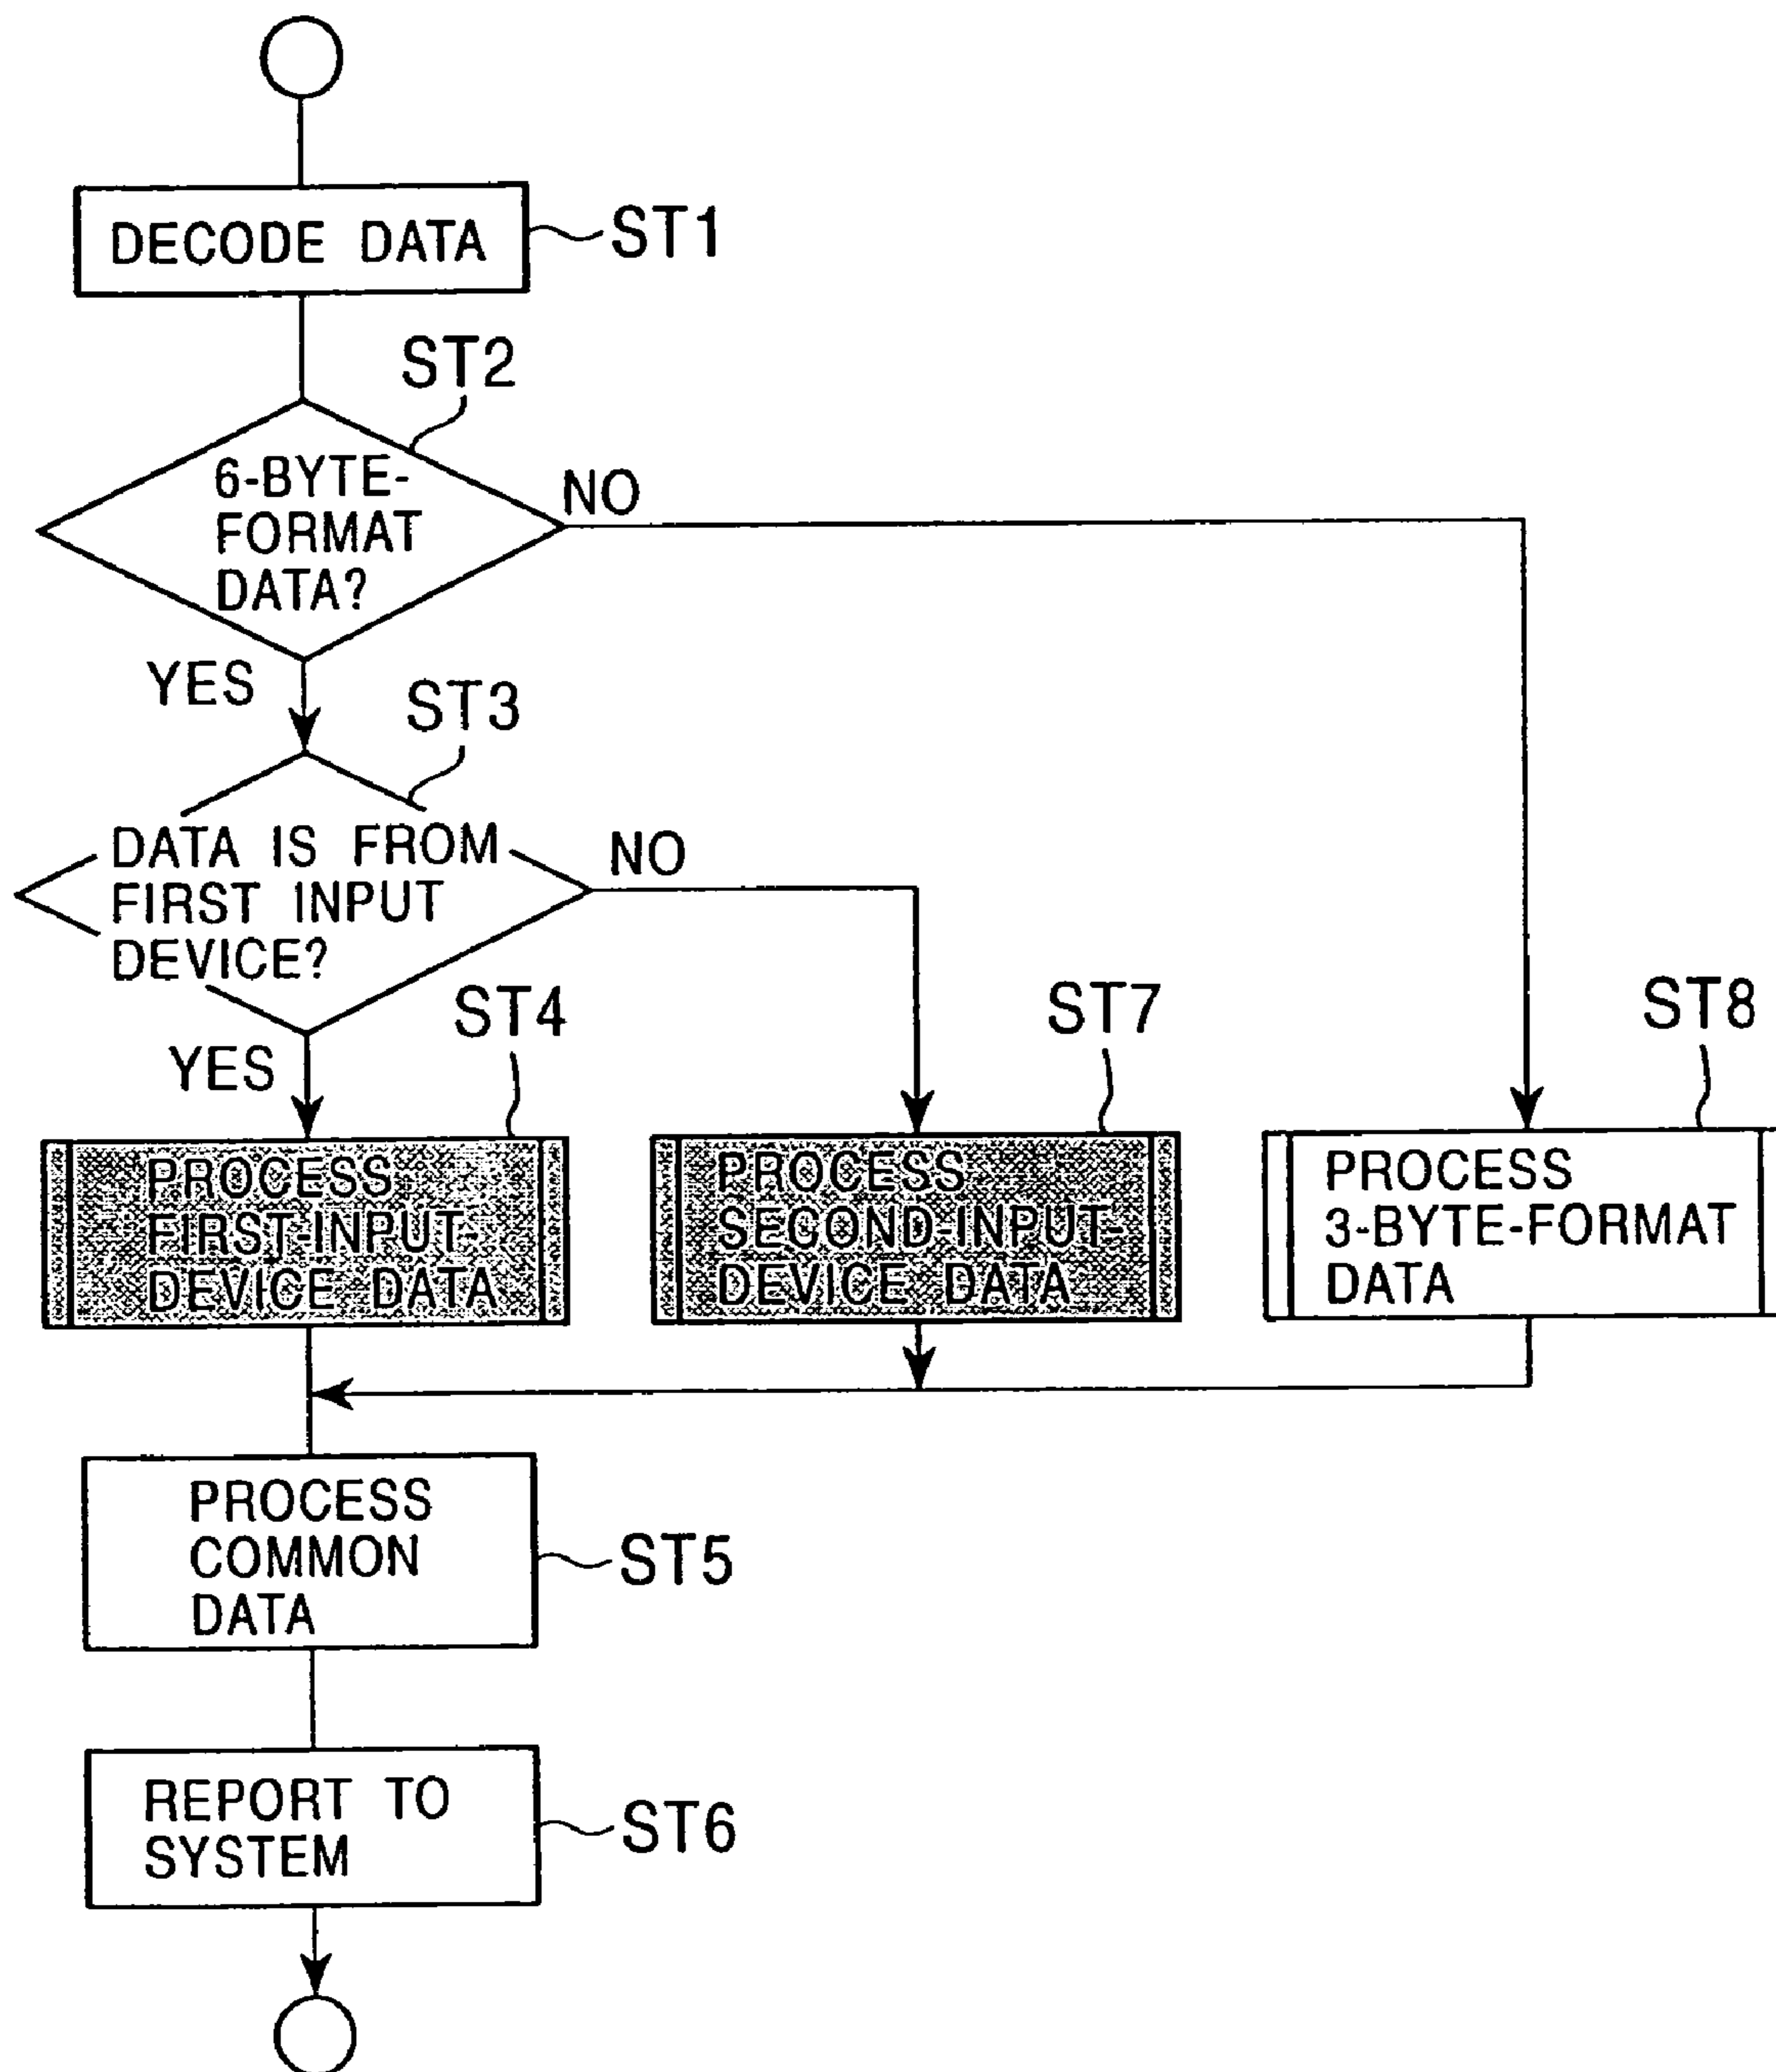 DECODE DATA
ST1
ST2
6-BYTE-
FORMAT
DATA?
NO
YES
ST3
DATA IS FROM
FIRST INPUT
DEVICE?
NO
YES
ST4
ST7
ST8
PROCESS
FIRST-INPUT-
DEVICE DATA
PROCESS
SECOND-INPUT-
DEVICE DATA
PROCESS
3-BYTE-FORMAT
DATA
PROCESS
COMMON
DATA
ST5
REPORT TO
SYSTEM
ST6